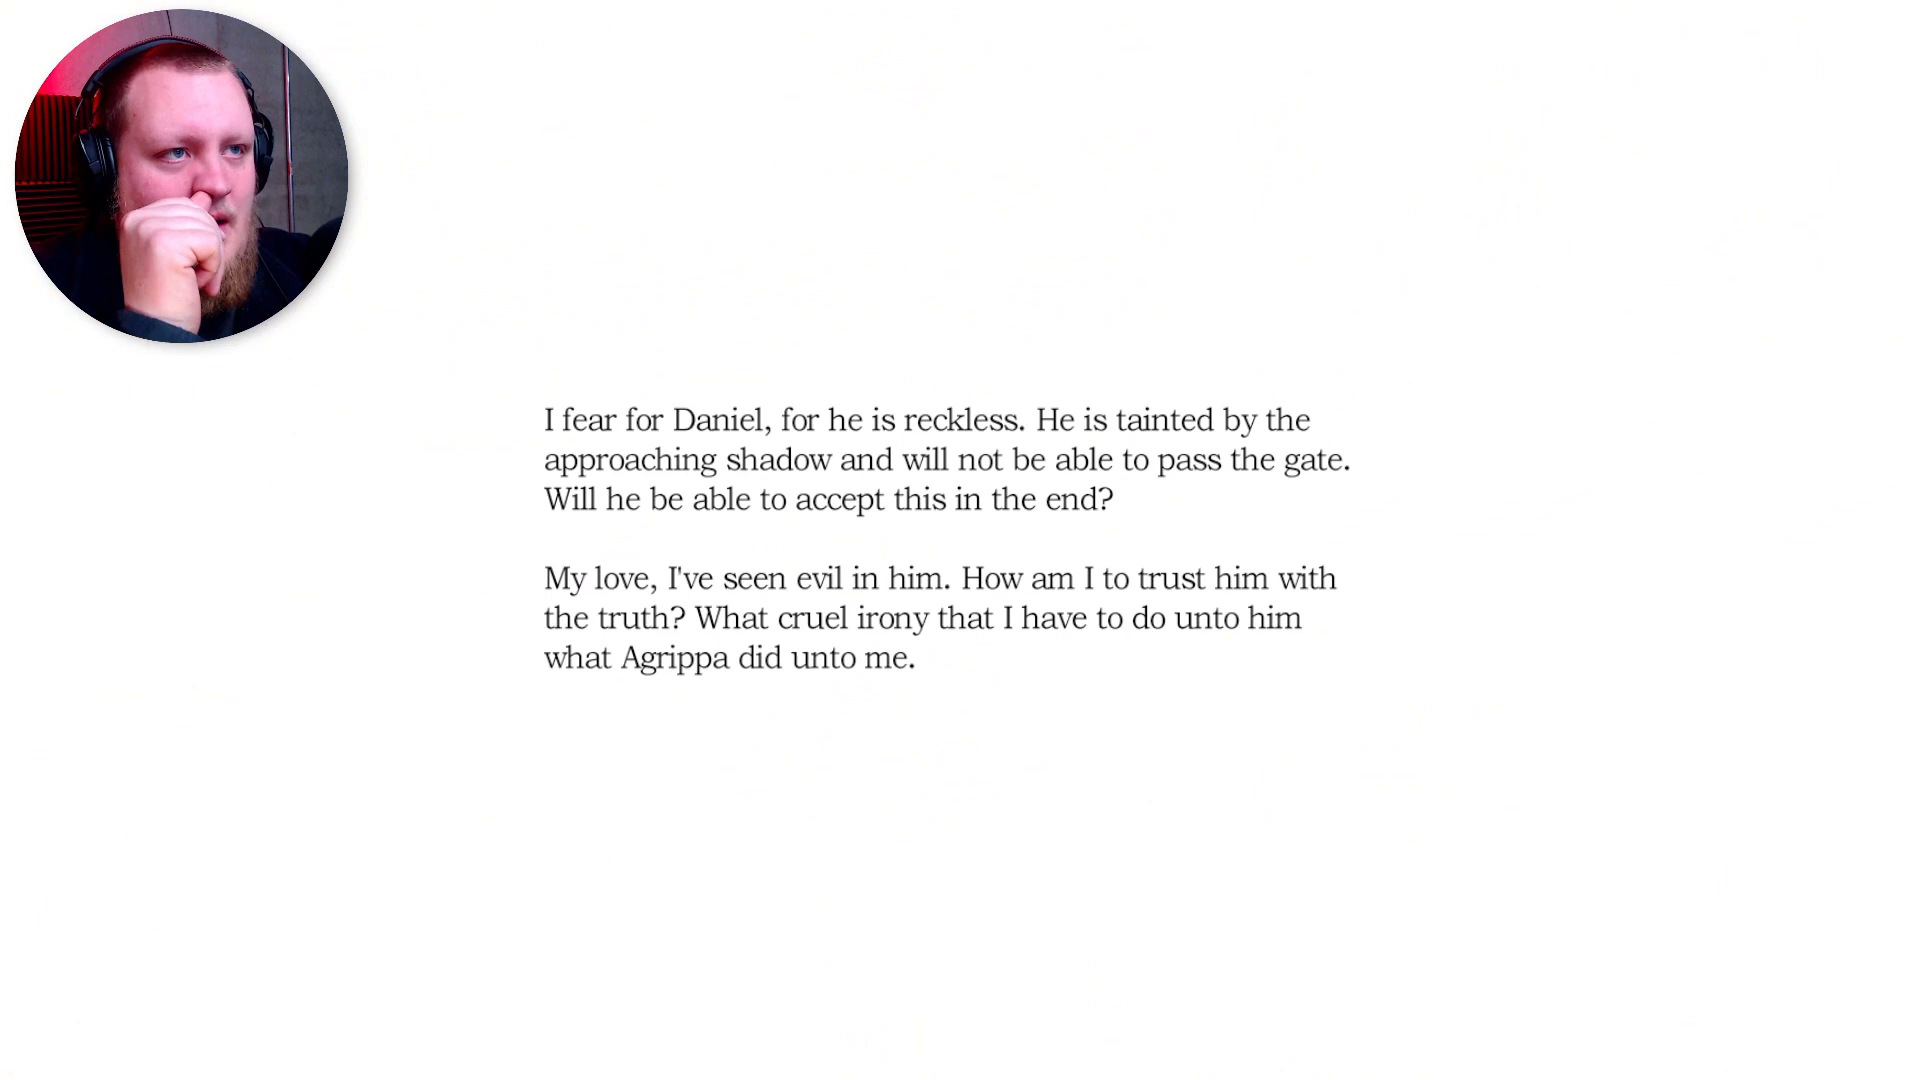 I fear for Daniel, for he is reckless. He is tainted by the
approaching shadow and will not be able to pass the gate.
Will he be able to accept this in the end?
My love, I've seen evil in him. How am I to trust him with
the truth? What cruel irony that I have to do unto him
what Agrippa did unto me.